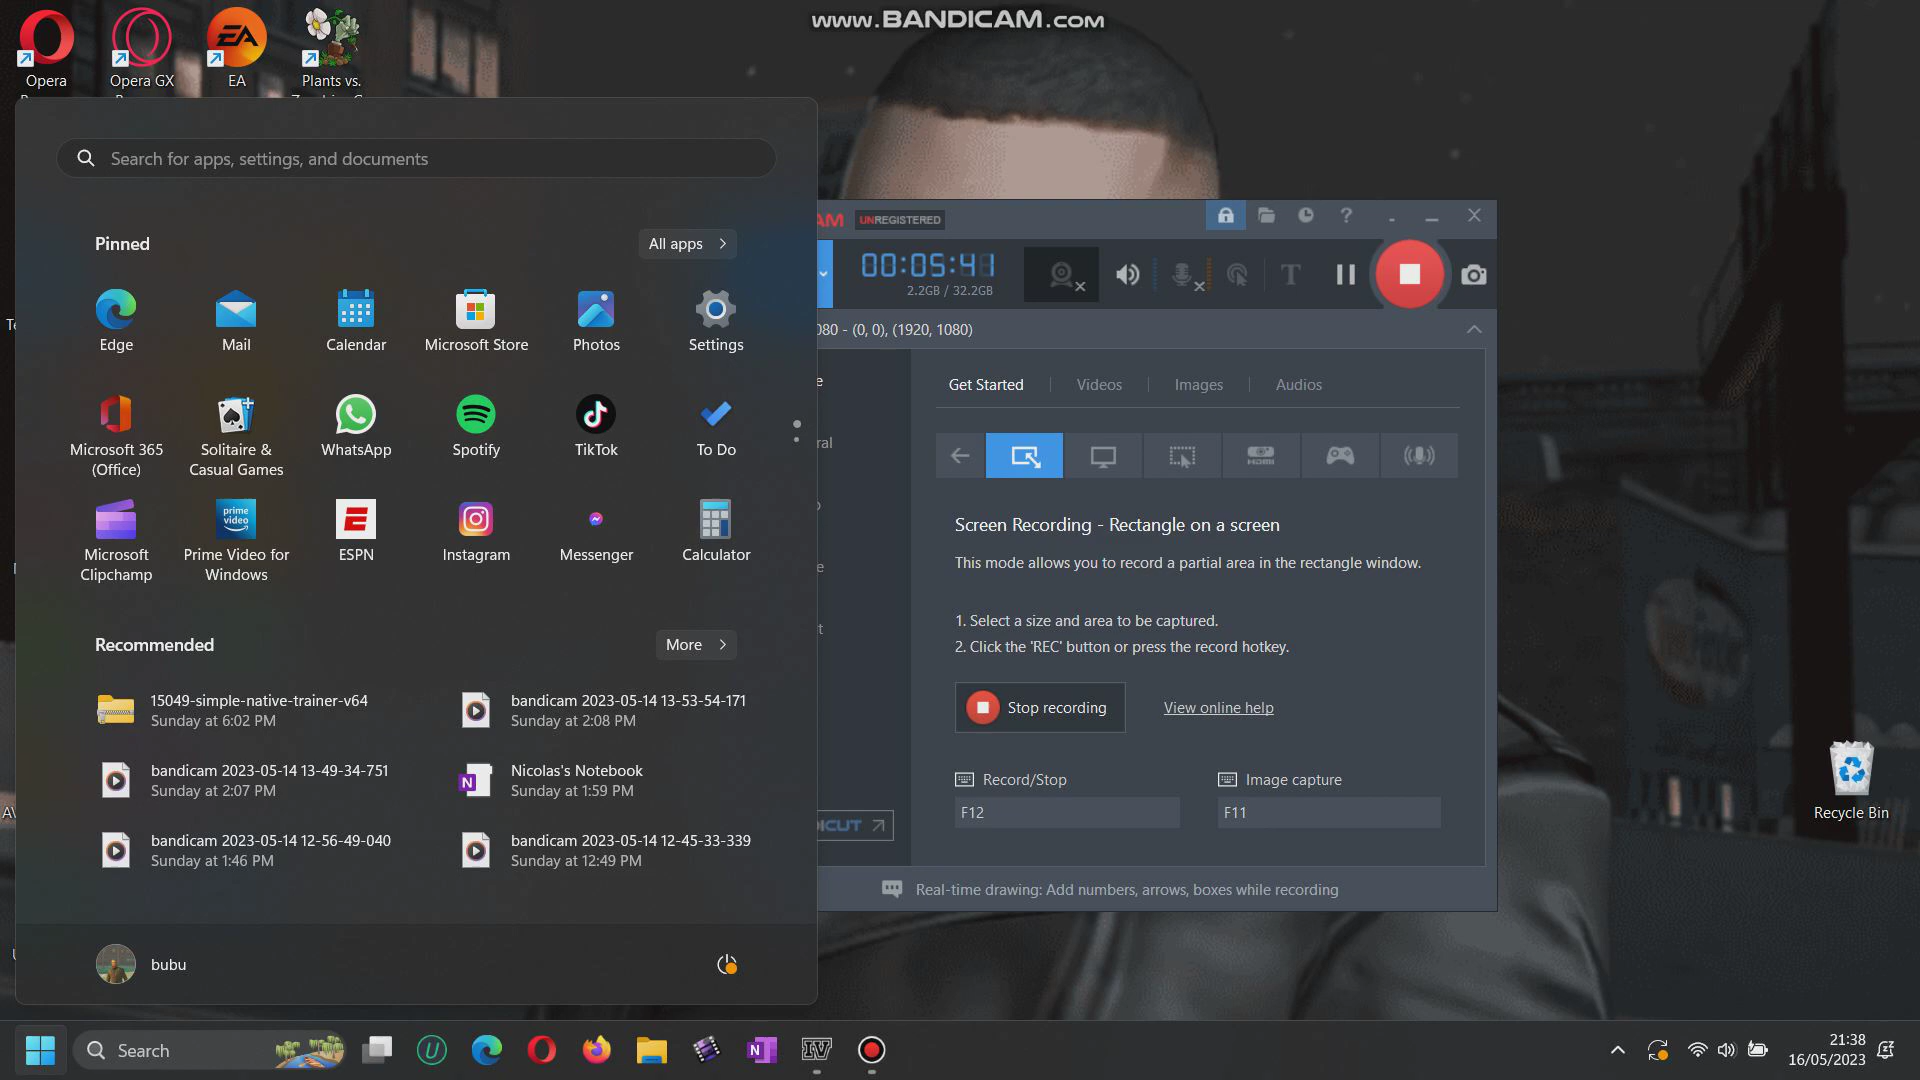 www.BANDICAM.com
Opera
Opera GX
EA
Plants vs.
Search for apps, settings, and documents
Pinned
All apps
Edge
Mail
Calendar
Microsoft Store
Photos
Settings
Microsoft 365
(Office)
Solitaire &
Casual Games
WhatsApp
Spotify
TikTok
To Do
Microsoft
Clipchamp
prime
video
Prime Video for
Windows
ESPN
Instagram
Messenger
Calculator
Recommended
More
15049-simple-native-trainer-v64
Sunday at 6:02 PM
bandicam 2023-05-14 13-53-54-171
Sunday at 2:08 PM
bandicam 2023-05-14 13-49-34-751
Sunday at 2:07 PM
Nicolas's Notebook
Sunday at 1:59 PM
bandicam 2023-05-14 12-56-49-040
Sunday at 1:46 PM
bandicam 2023-05-14 12-45-33-339
Sunday at 12:49 PM
bubu
AM UNREGISTERED
00:05:41
2.2GB / 32.2GB
080 - (0, 0), (1920, 1080)
Get Started
Videos
Images
Audios
HDMI
Screen Recording - Rectangle on a screen
This mode allows you to record a partial area in the rectangle window.
1. Select a size and area to be captured.
2. Click the 'REC' button or press the record hotkey.
Stop recording
View online help
Record/Stop
Image capture
F12
F11
ICUT
Real-time drawing: Add numbers, arrows, boxes while recording
Recycle Bin
Search
IV
21:38
16/05/2023